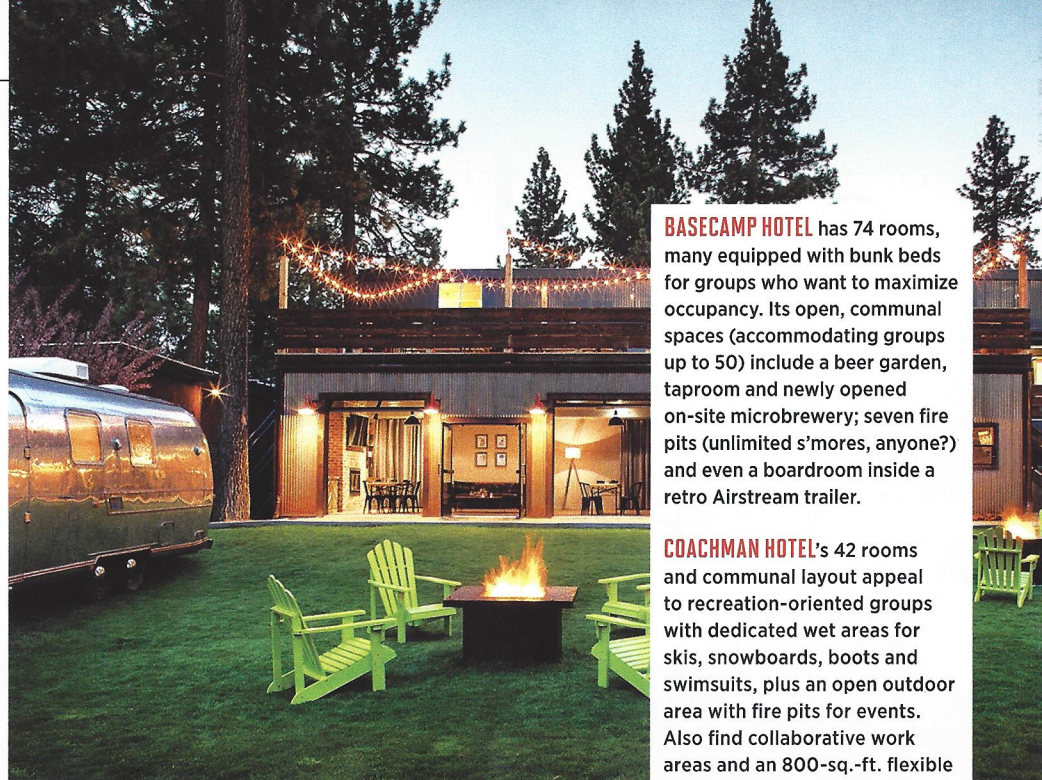 BASECAMP HOTEL has 74 rooms,
many equipped with bunk beds
for groups who want to maximize
occupancy. Its open, communal
spaces (accommodating groups
up to 50) include a beer garden,
taproom and newly opened
on-site microbrewery; seven fire
pits (unlimited s’mores, anyone?)
and even a boardroom inside a
retro Airstream trailer.
COACHMAN HOTEL’s 42 rooms
and communal layout appeal
to recreation-oriented groups
with dedicated wet areas for
skis, snowboards, boots and
swimsuits, plus an open outdoor
area with fire pits for events.
Also find collaborative work
areas and an 800-sq.-ft. flexible